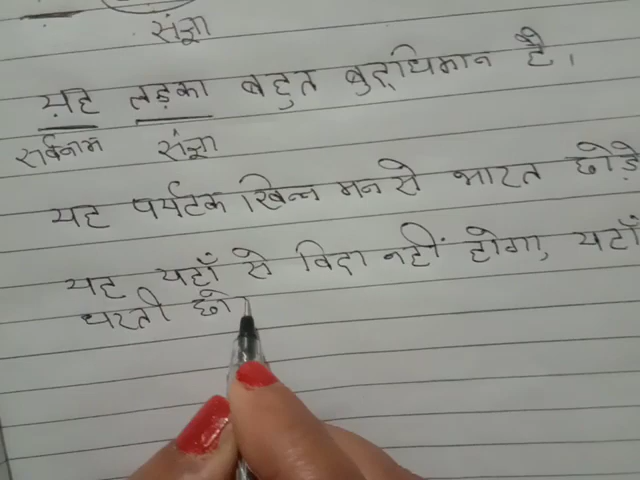 संज्ञा
यह लड़का बहुत बुद्धिमान है।
सर्वनाम संज्ञा
यह पर्यटक खिन्न मन से भारत छोड़े
यह यहाँ से विदा नहीं होगा, यहाँ
धरती छो